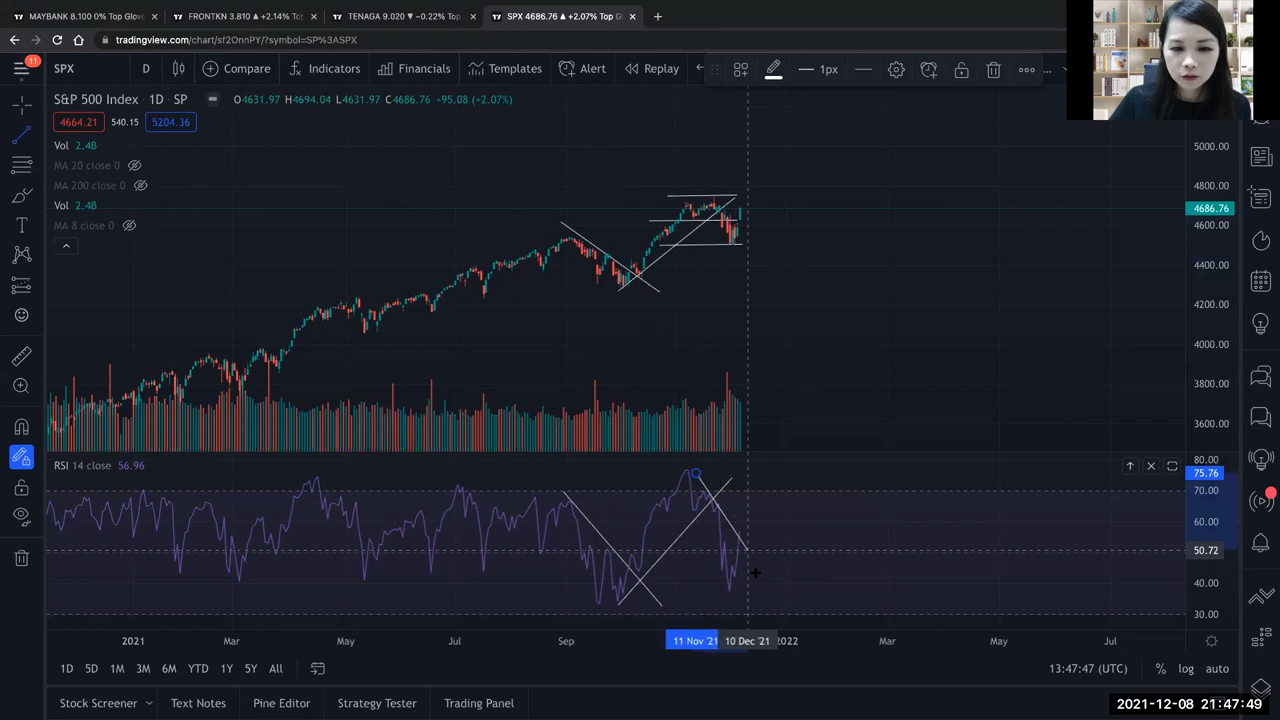 MAYBANK 8.100 0% Top Glov
FRONTKN 3.810 ▲ +2.14% Top
TENAGA 9.020 ▼ −0.22% Top
SPX 4686.76 ▲ +2.07% Top Gl
tradingview.com/chart/sf2OnnPY/?symbol=SP%3ASPX
11
SPX
D
Compare
Indicators
Financials
Templates
Alert
Replay
1px
S&P 500 Index · 1D · SP
O4631.97 H4694.04 L4631.97 C4686.76 +95.08 (+2.07%)
4664.21
540.15
5204.36
Vol 2.4B
MA 20 close 0
MA 200 close 0
Vol 2.4B
MA 8 close 0
5000.00
4800.00
4686.76
4600.00
4400.00
4200.00
4000.00
3800.00
3600.00
RSI 14 close 56.96
80.00
75.76
70.00
60.00
50.72
40.00
30.00
2021
Mar
May
Jul
Sep
11 Nov '21
10 Dec '21
2022
Mar
May
Jul
1D 5D 1M 3M 6M YTD 1Y 5Y All
13:47:47 (UTC)
%
log
auto
Stock Screener
Text Notes
Pine Editor
Strategy Tester
Trading Panel
2021-12-08 21:47:49